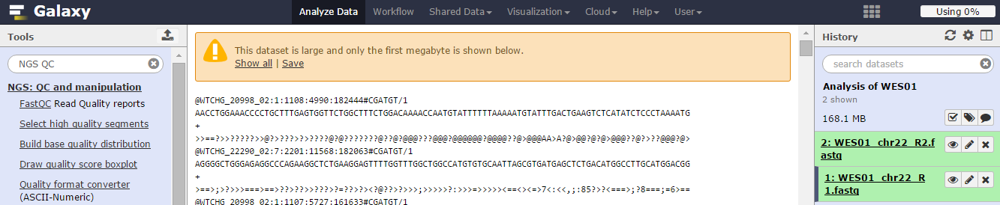 Galaxy
Analyze Data Workflow Shared Data Visualization Cloud Help User
Using 0%
Tools
NGS QC
NGS: QC and manipulation
FastQC Read Quality reports
Select high quality segments
Build base quality distribution
Draw quality score boxplot
Quality format converter
(ASCII-Numeric)
This dataset is large and only the first megabyte is shown below.
Show all | Save
@WTCHG_20998_02:1:1108:4990:182444#CGATGT/1
AACCTGGAAACCCCTGCTTTGAGTGGTTCTGGCTTTCTGGACAAAACCAATGTATTTTTTAAAAATGTATTTGACTGAAGTCTCATATCTCCCTAAAATG
+
>>==?>>?????>>@?>????>?>>????@?@???????@??@?@@@???@@@?@@@@@@?@@@@??@?@@@AA>A?@>@@?@?@>@@@??@?>>??@@@?@>
@WTCHG_22290_02:7:2201:11568:182063#CGATGT/1
AGGGGCTGGGAGAGGCCCAGAAGGCTCTGAAGGAGTTTTGGTTTGGCTGGCCATGTGTGCAATTAGCGTGATGAGCTCTGACATGGCCTTGCATGGACGG
+
>==>;>?>>>===>==>??>??>>????>?=??>?><?@??>?>>>;>>>>>?:>>>=>>>>><==<><=>7<:<<,;:85??><===>;?8===;=6>==
@WTCHG_20998_02:1:1107:5727:161633#CGATGT/1
History
search datasets
Analysis of WES01
2 shown
168.1 MB
2: WES01_chr22_R2.f
astq
1: WES01_chr22_R
1.fastq